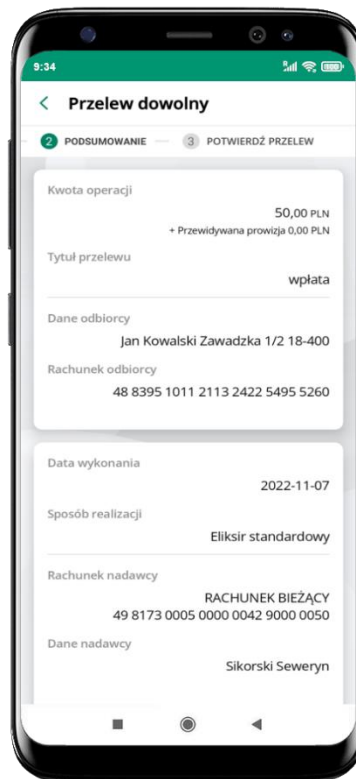 9:34
Przelew dowolny
2 PODSUMOWANIE 3 POTWIERDŹ PRZELEW
Kwota operacji
50,00 PLN
+ Przewidywana prowizja 0,00 PLN
Tytuł przelewu
wpłata
Dane odbiorcy
Jan Kowalski Zawadzka 1/2 18-400
Rachunek odbiorcy
48 8395 1011 2113 2422 5495 5260
Data wykonania
2022-11-07
Sposób realizacji
Eliksir standardowy
Rachunek nadawcy
RACHUNEK BIEŻĄCY
49 8173 0005 0000 0042 9000 0050
Dane nadawcy
Sikorski Seweryn